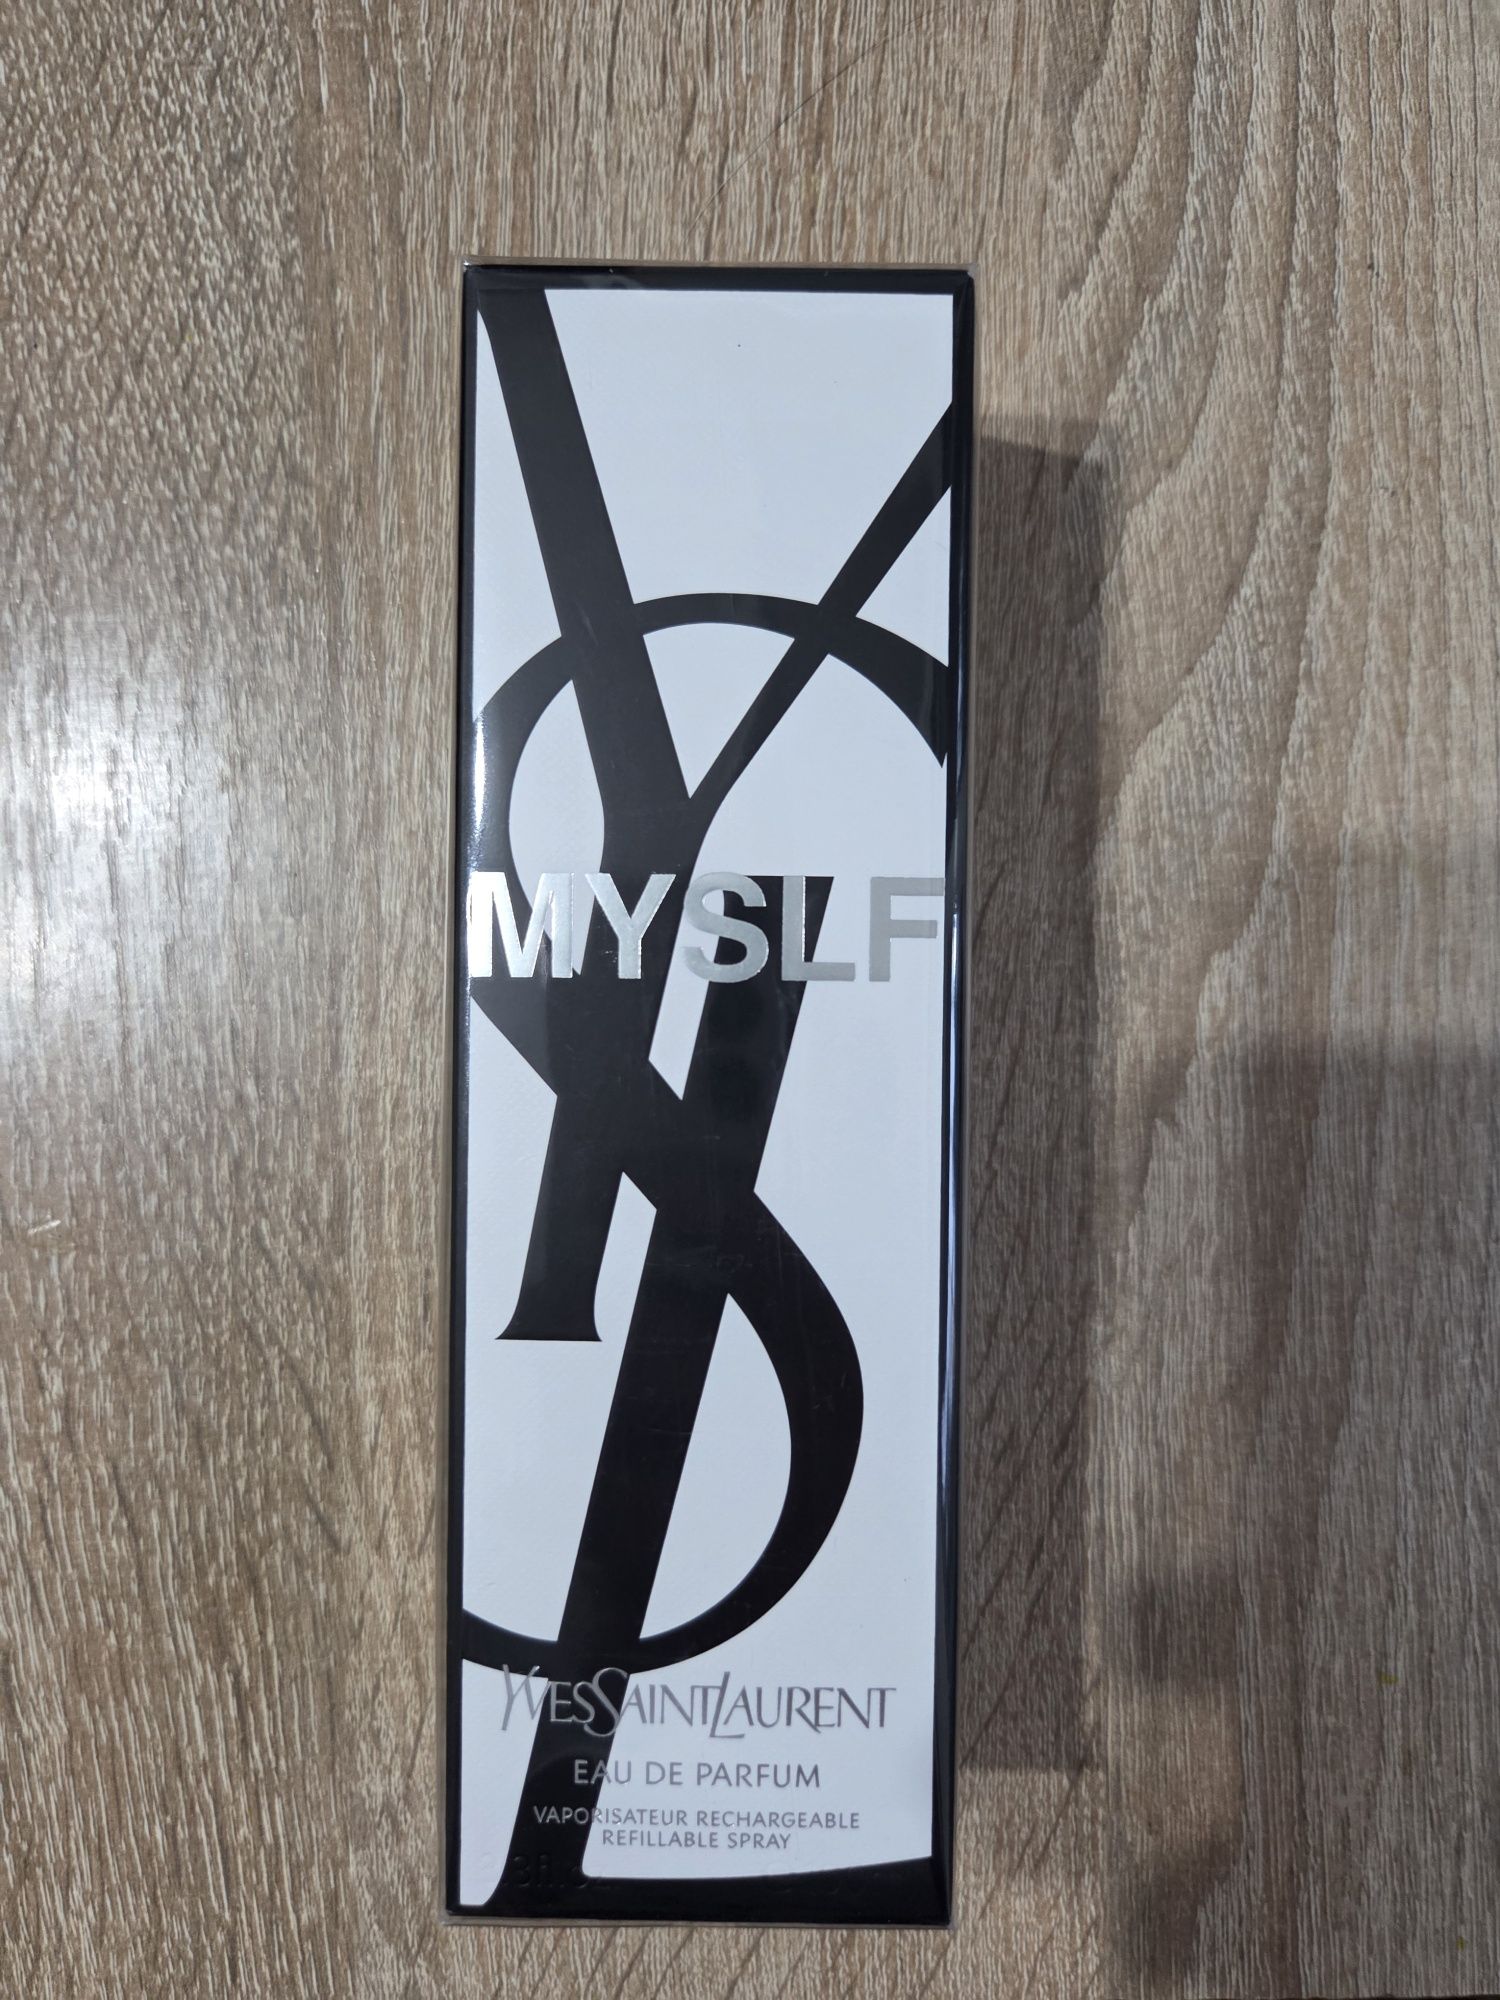 MYSLF
YVESSAINTLAURENT
EAU DE PARFUM
VAPORISATEUR RECHARGEABLE
REFILLABLE SPRAY